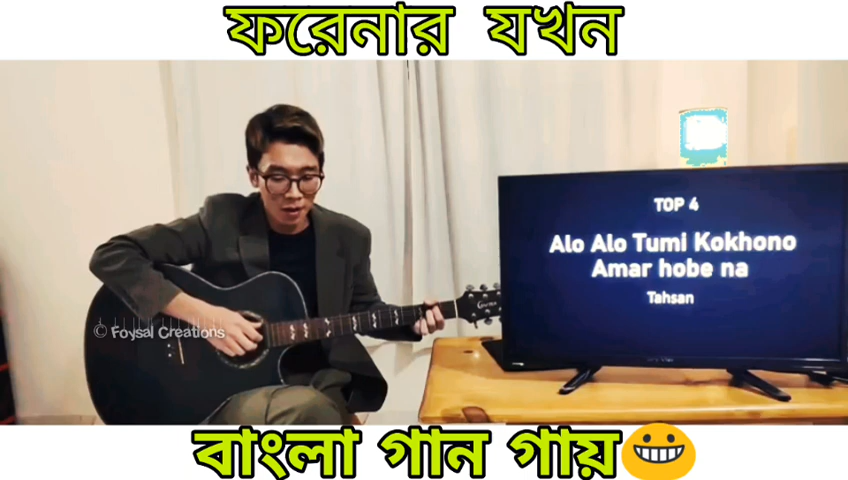 ফরেনার যখন
TOP 4
Alo Alo Tumi Kokhono
Amar hobe na
Tahsan
© Foysal Creations
বাংলা গান গায়😀